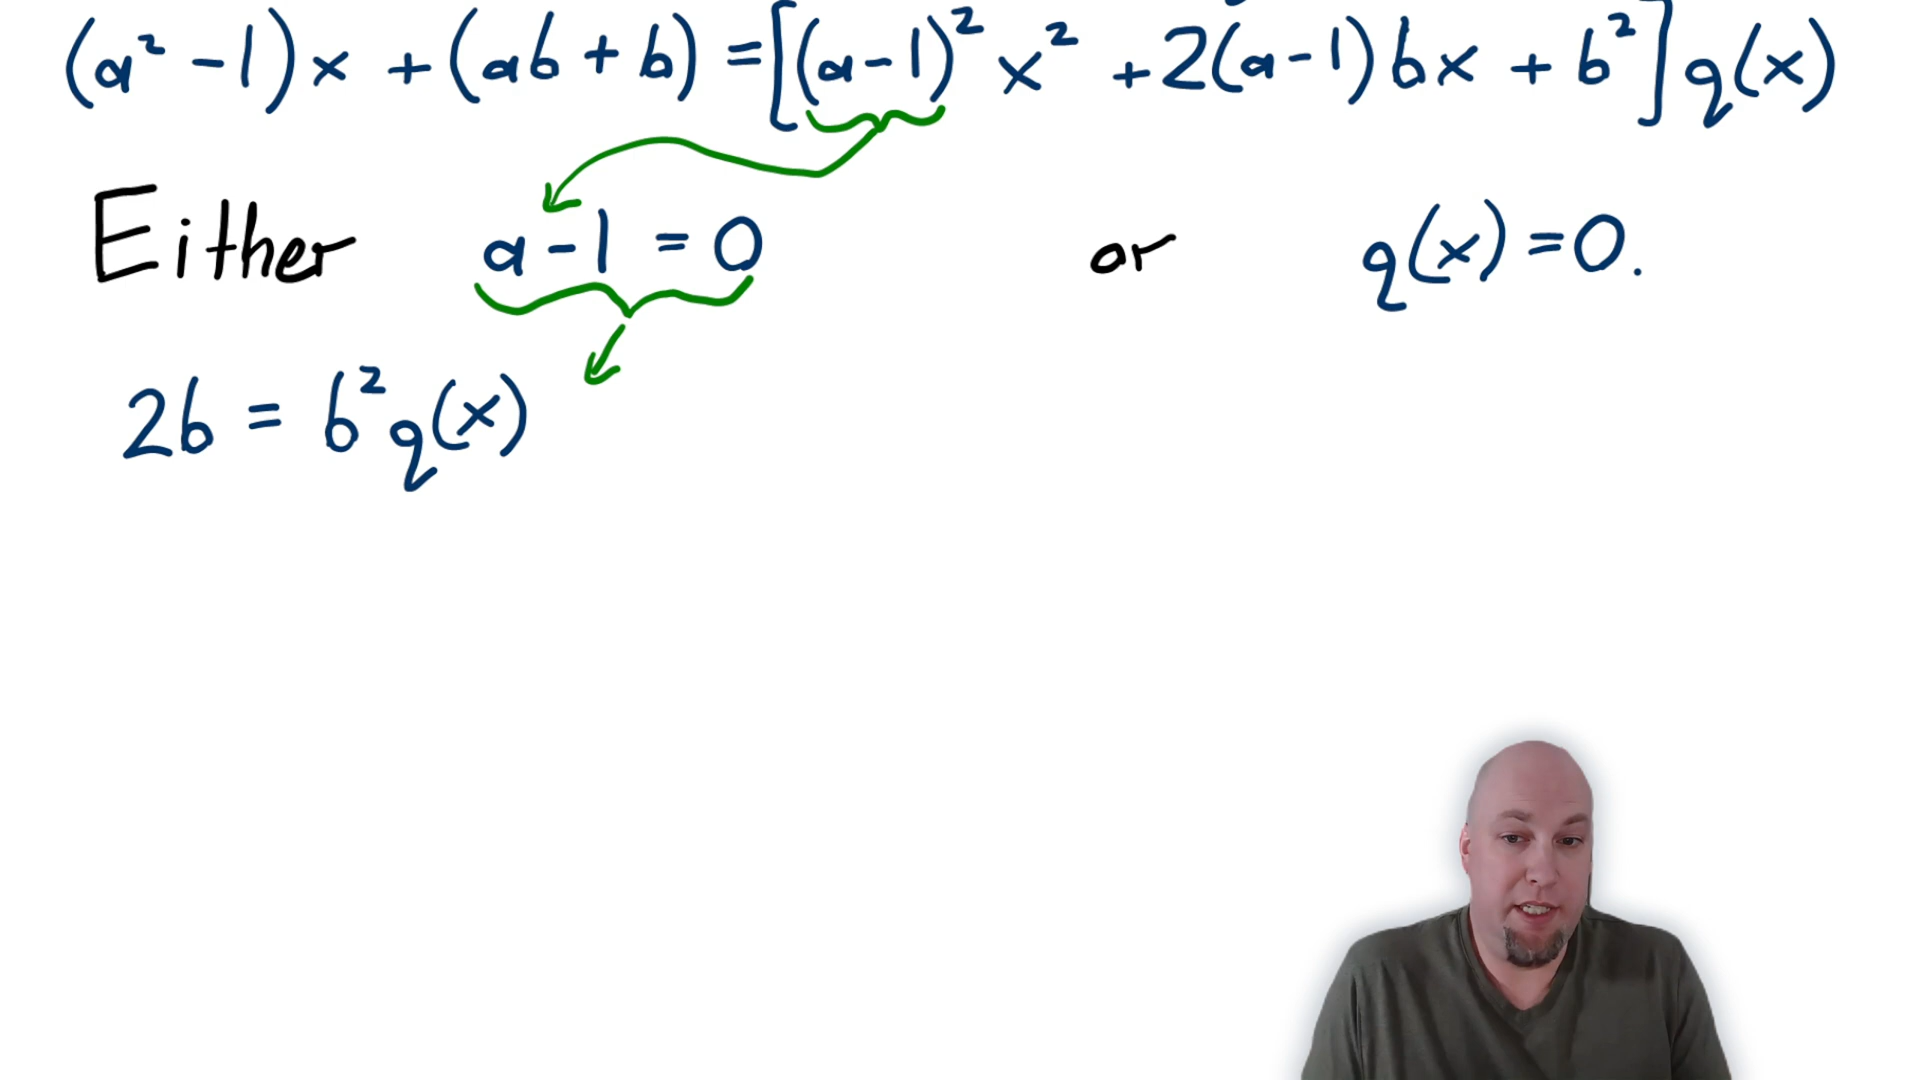 (a² - 1)x + (ab + b) = [(a - 1)² x² + 2(a - 1)bx + b²] q(x)
Either a - 1 = 0 or q(x) = 0.
2b = b² q(x)